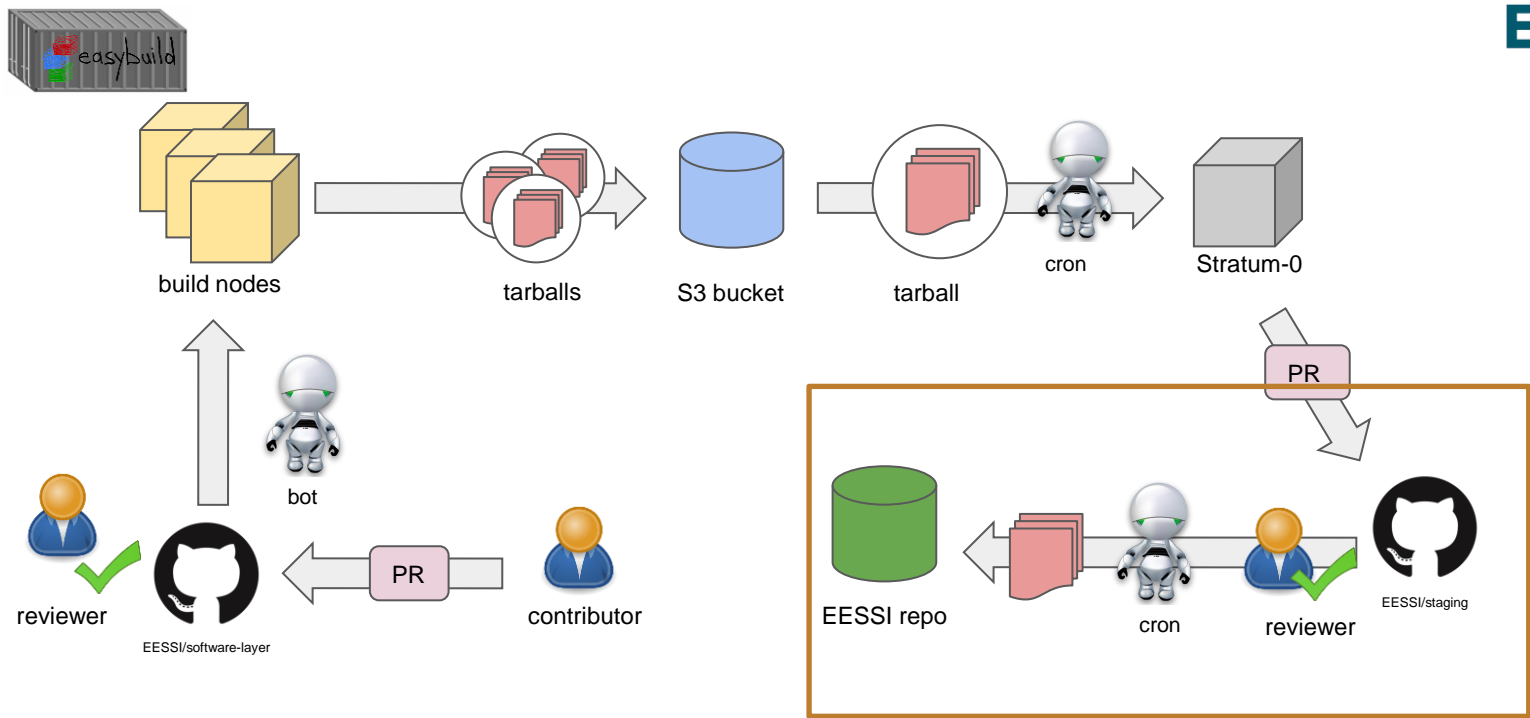 E
easybuild
build nodes
tarballs
S3 bucket
tarball
cron
Stratum-0
PR
bot
reviewer
EESSI/software-layer
PR
contributor
EESSI repo
cron
reviewer
EESSI/staging